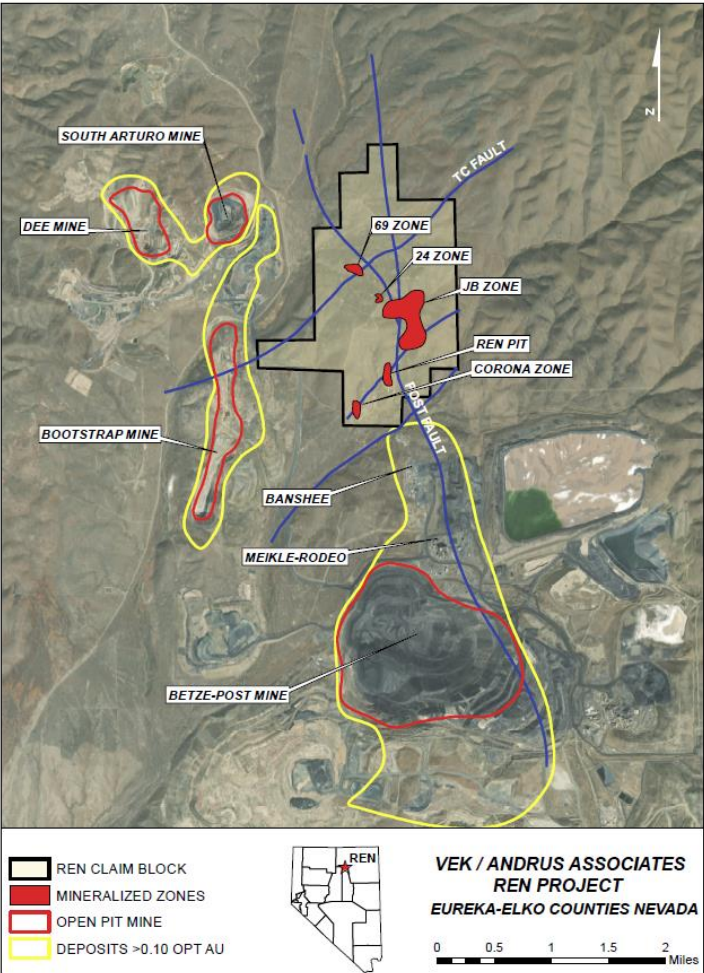 N
SOUTH ARTURO MINE
TC FAULT
DEE MINE
69 ZONE
24 ZONE
JB ZONE
REN PIT
CORONA ZONE
POST FAULT
BOOTSTRAP MINE
BANSHEE
MEIKLE-RODEO
BETZE-POST MINE
REN CLAIM BLOCK
MINERALIZED ZONES
OPEN PIT MINE
DEPOSITS >0.10 OPT AU
REN
VEK / ANDRUS ASSOCIATES
REN PROJECT
EUREKA-ELKO COUNTIES NEVADA
0 0.5 1 1.5 2
Miles